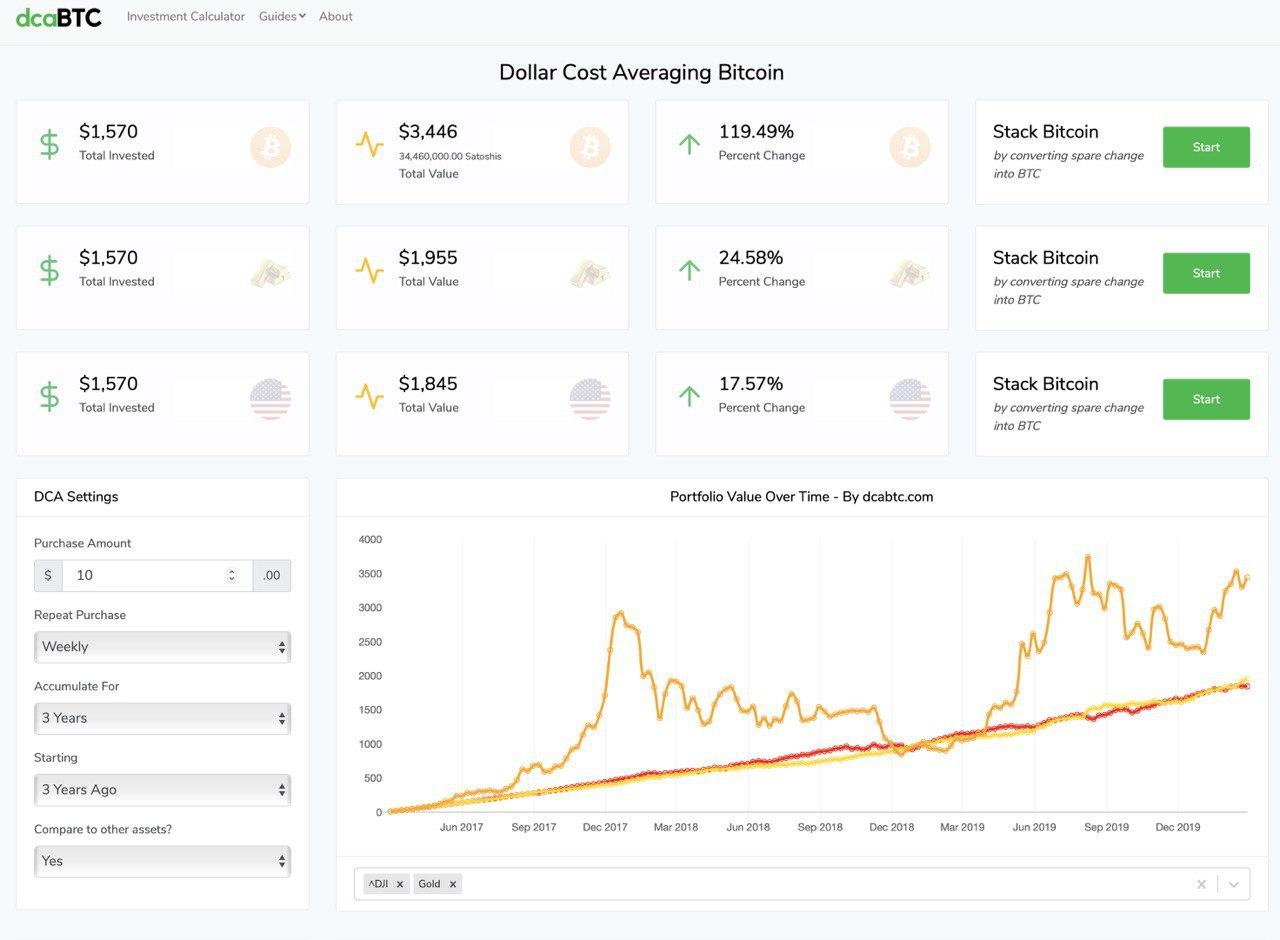 dcaBTC Investment Calculator Guides About
Dollar Cost Averaging Bitcoin
$1,570
Total Invested
$3,446
34,460,000.00 Satoshis
Total Value
119.49%
Percent Change
Stack Bitcoin
by converting spare change
into BTC
Start
$1,570
Total Invested
$1,955
Total Value
24.58%
Percent Change
Stack Bitcoin
by converting spare change
into BTC
Start
$1,570
Total Invested
$1,845
Total Value
17.57%
Percent Change
Stack Bitcoin
by converting spare change
into BTC
Start
DCA Settings
Purchase Amount
$ 10 .00
Repeat Purchase
Weekly
Accumulate For
3 Years
Starting
3 Years Ago
Compare to other assets?
Yes
Portfolio Value Over Time - By dcabtc.com
4000
3500
3000
2500
2000
1500
1000
500
0
Jun 2017 Sep 2017 Dec 2017 Mar 2018 Jun 2018 Sep 2018 Dec 2018 Mar 2019 Jun 2019 Sep 2019 Dec 2019
^DJI x Gold x